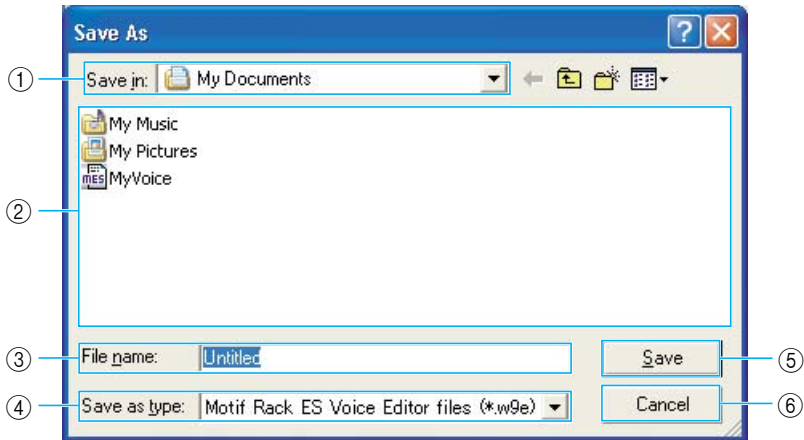 Save As
① Save in: My Documents
My Music
My Pictures
MES MyVoice
②
③ File name: Untitled Save ⑤
④ Save as type: Motif Rack ES Voice Editor files (*.w9e) Cancel ⑥